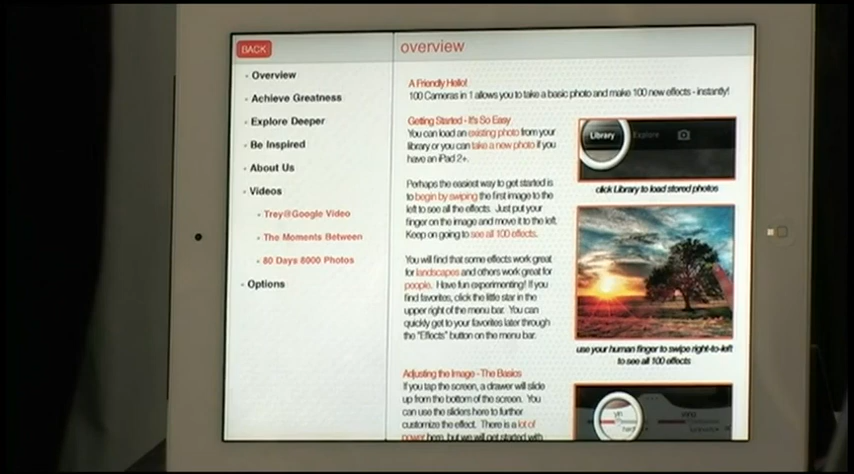 BACK
overview
Overview
Achieve Greatness
Explore Deeper
Be Inspired
About Us
Videos
Trey@Google Video
The Moments Between
80 Days 8000 Photos
Options
A Friendly Hello!
100 Cameras in 1 allows you to take a basic photo and make 100 new effects - instantly!
Getting Started - It's So Easy
You can load an existing photo from your
library or you can take a new photo if you
have an iPad 2+.
Perhaps the easiest way to get started is
to begin by swiping the first image to the
left to see all the effects. Just put your
finger on the image and move it to the left.
Keep on going to see all 100 effects.
You will find that some effects work great
for landscapes and others work great for
people. Have fun experimenting! If you
find favorites, click the little star in the
upper right of the menu bar. You can
quickly get to your favorites later through
the "Effects" button on the menu bar.
Adjusting the Image - The Basics
If you tap the screen, a drawer will slide
up from the bottom of the screen. You
can use the sliders here to further
customize the effect. There is a lot of
power here, but we will get started with
Library Explore
click Library to load stored photos
use your human finger to swipe right-to-left
to see all 100 effects